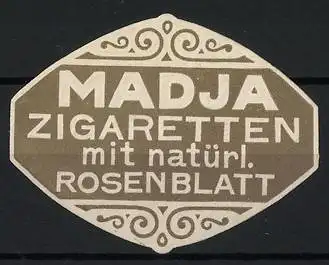 MADJA
ZIGARETTEN
mit natürl.
ROSENBLATT